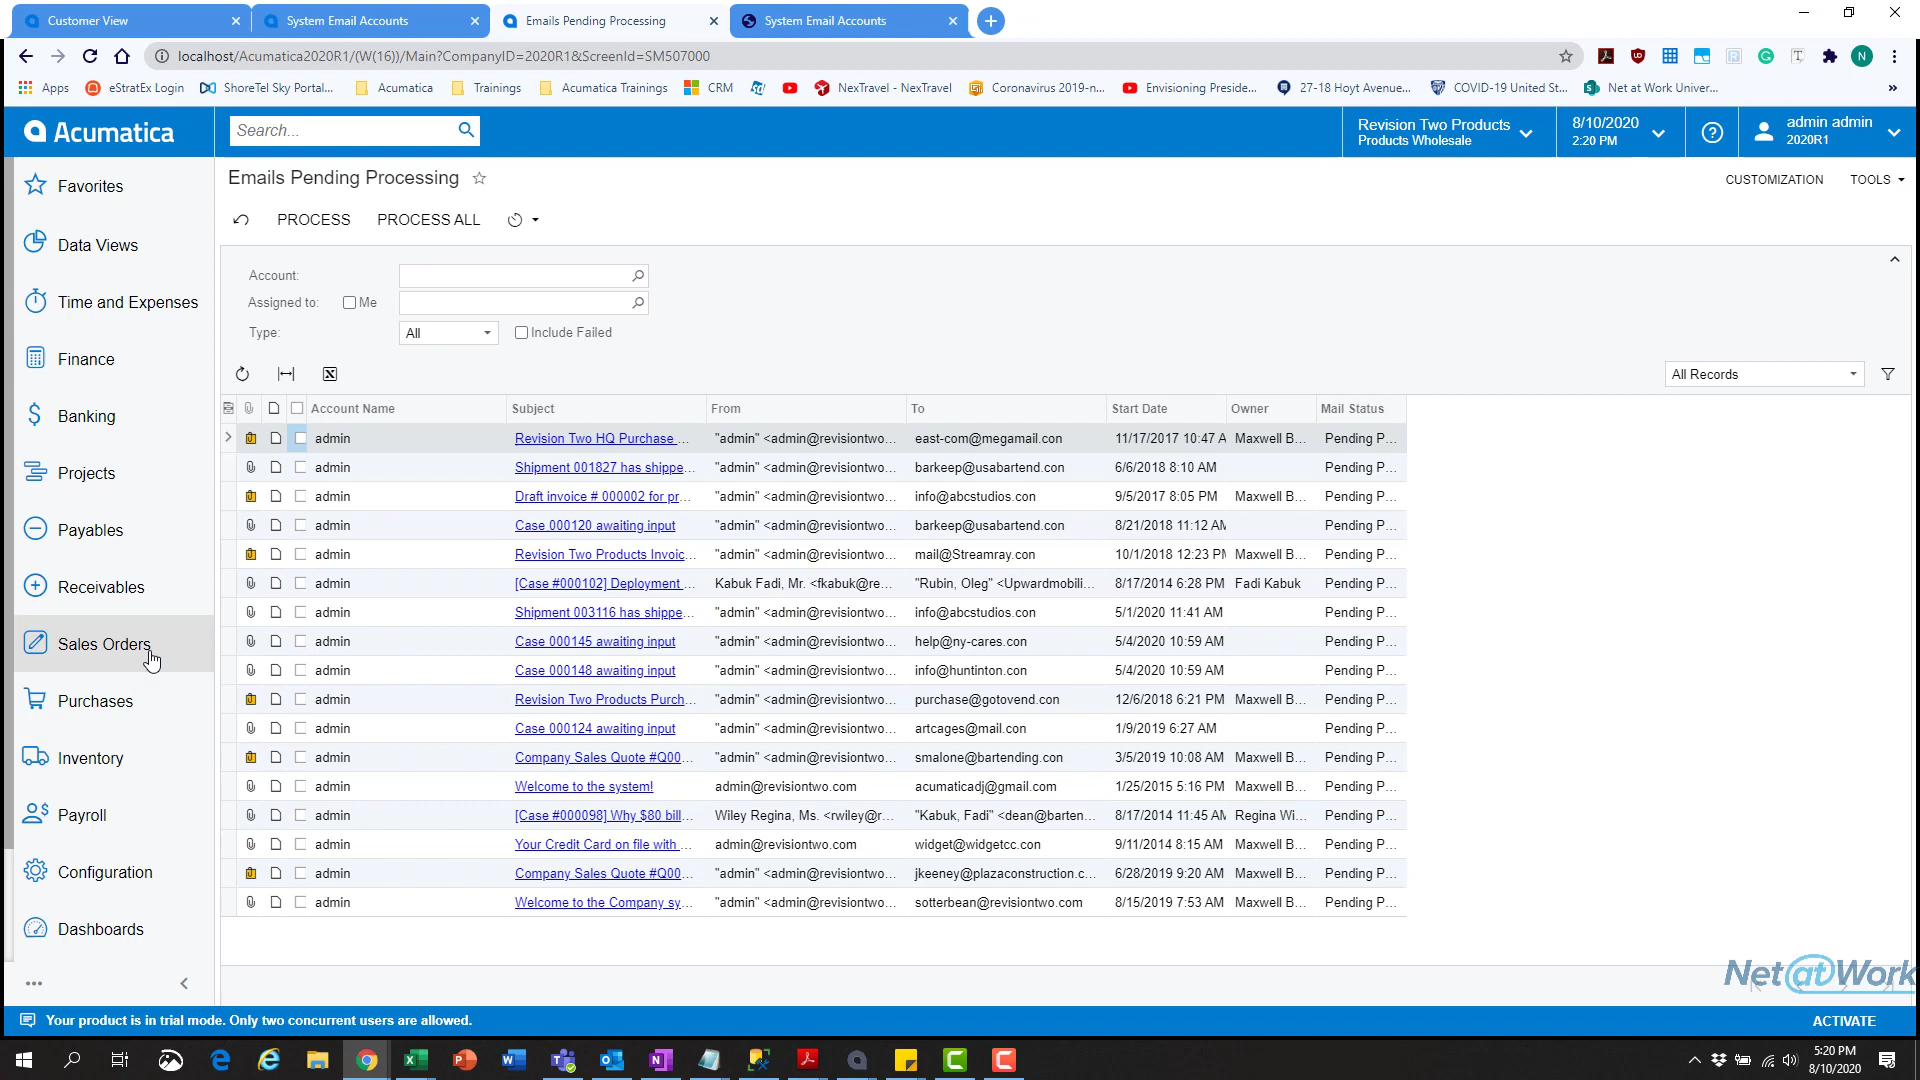 Customer View
System Email Accounts
Emails Pending Processing
System Email Accounts
localhost/Acumatica2020R1/(W(16))/Main?CompanyID=2020R1&ScreenId=SM507000
N
Apps
eStratEx Login
ShoreTel Sky Portal...
Acumatica
Trainings
Acumatica Trainings
CRM
NexTravel - NexTravel
Coronavirus 2019-n...
Envisioning Preside...
27-18 Hoyt Avenue...
COVID-19 United St...
Net at Work Univer...
Acumatica
Search...
Revision Two Products
Products Wholesale
8/10/2020
2:20 PM
admin admin
2020R1
Favorites
Data Views
Time and Expenses
Finance
Banking
Projects
Payables
Receivables
Sales Orders
Purchases
Inventory
Payroll
Configuration
Dashboards
Emails Pending Processing
CUSTOMIZATION TOOLS
PROCESS PROCESS ALL
Account:
Assigned to: Me
Type: All Include Failed
All Records
Account Name Subject From To Start Date Owner Mail Status
admin Revision Two HQ Purchase ... "admin" <admin@revisiontwo... east-com@megamail.con 11/17/2017 10:47 A Maxwell B... Pending P...
admin Shipment 001827 has shippe... "admin" <admin@revisiontwo... barkeep@usabartend.con 6/6/2018 8:10 AM Pending P...
admin Draft invoice # 000002 for pr... "admin" <admin@revisiontwo... info@abcstudios.con 9/5/2017 8:05 PM Maxwell B... Pending P...
admin Case 000120 awaiting input "admin" <admin@revisiontwo... barkeep@usabartend.con 8/21/2018 11:12 AM Pending P...
admin Revision Two Products Invoic... "admin" <admin@revisiontwo... mail@Streamray.con 10/1/2018 12:23 PM Maxwell B... Pending P...
admin [Case #000102] Deployment ... Kabuk Fadi, Mr. <fkabuk@re... "Rubin, Oleg" <Upwardmobili... 8/17/2014 6:28 PM Fadi Kabuk Pending P...
admin Shipment 003116 has shippe... "admin" <admin@revisiontwo... info@abcstudios.con 5/1/2020 11:41 AM Pending P...
admin Case 000145 awaiting input "admin" <admin@revisiontwo... help@ny-cares.con 5/4/2020 10:59 AM Pending P...
admin Case 000148 awaiting input "admin" <admin@revisiontwo... info@huntinton.con 5/4/2020 10:59 AM Pending P...
admin Revision Two Products Purch... "admin" <admin@revisiontwo... purchase@gotovend.con 12/6/2018 6:21 PM Maxwell B... Pending P...
admin Case 000124 awaiting input "admin" <admin@revisiontwo... artcages@mail.con 1/9/2019 6:27 AM Pending P...
admin Company Sales Quote #Q00... "admin" <admin@revisiontwo... smalone@bartending.con 3/5/2019 10:08 AM Maxwell B... Pending P...
admin Welcome to the system! admin@revisiontwo.com acumaticadj@gmail.com 1/25/2015 5:16 PM Maxwell B... Pending P...
admin [Case #000098] Why $80 bill... Wiley Regina, Ms. <rwiley@r... "Kabuk, Fadi" <dean@barten... 8/17/2014 11:45 AM Regina Wi... Pending P...
admin Your Credit Card on file with ... admin@revisiontwo.com widget@widgetcc.con 9/11/2014 8:15 AM Maxwell B... Pending P...
admin Company Sales Quote #Q00... "admin" <admin@revisiontwo... jkeeney@plazaconstruction.c... 6/28/2019 9:20 AM Maxwell B... Pending P...
admin Welcome to the Company sy... "admin" <admin@revisiontwo... sotterbean@revisiontwo.com 8/15/2019 7:53 AM Maxwell B... Pending P...
Net at Work
Your product is in trial mode. Only two concurrent users are allowed.
ACTIVATE
5:20 PM
8/10/2020